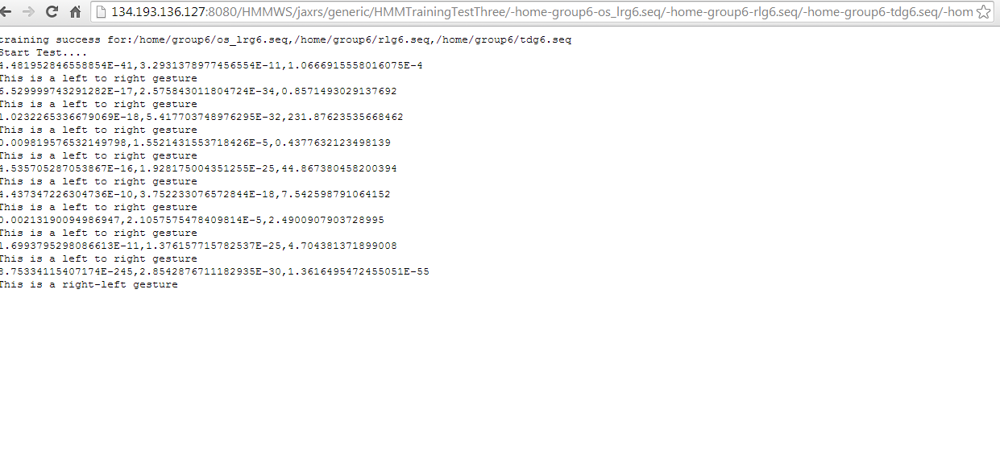 134.193.136.127:8080/HMMWS/jaxrs/generic/HMMTrainingTestThree/-home-group6-os_lrg6.seq/-home-group6-rlg6.seq/-home-group6-tdg6.seq/-hom
training success for:/home/group6/os_lrg6.seq,/home/group6/rlg6.seq,/home/group6/tdg6.seq
Start Test....
4.481952846558854E-41,3.2931378977456554E-11,1.0666915558016075E-4
This is a left to right gesture
6.529999743291282E-17,2.575843011804724E-34,0.8571493029137692
This is a left to right gesture
1.0232265336679069E-18,5.417703748976295E-32,231.87623535668462
This is a left to right gesture
0.009819576532149798,1.5521431553718426E-5,0.4377632123498139
This is a left to right gesture
4.535705287053867E-16,1.928175004351255E-25,44.867380458200394
This is a left to right gesture
4.437347226304736E-10,3.752233076572844E-18,7.542598791064152
This is a left to right gesture
0.00213190094986947,2.1057575478409814E-5,2.4900907903728995
This is a left to right gesture
1.6993795298086613E-11,1.376157715782537E-25,4.704381371899008
This is a left to right gesture
8.75334115407174E-245,2.8542876711182935E-30,1.3616495472455051E-55
This is a right-left gesture